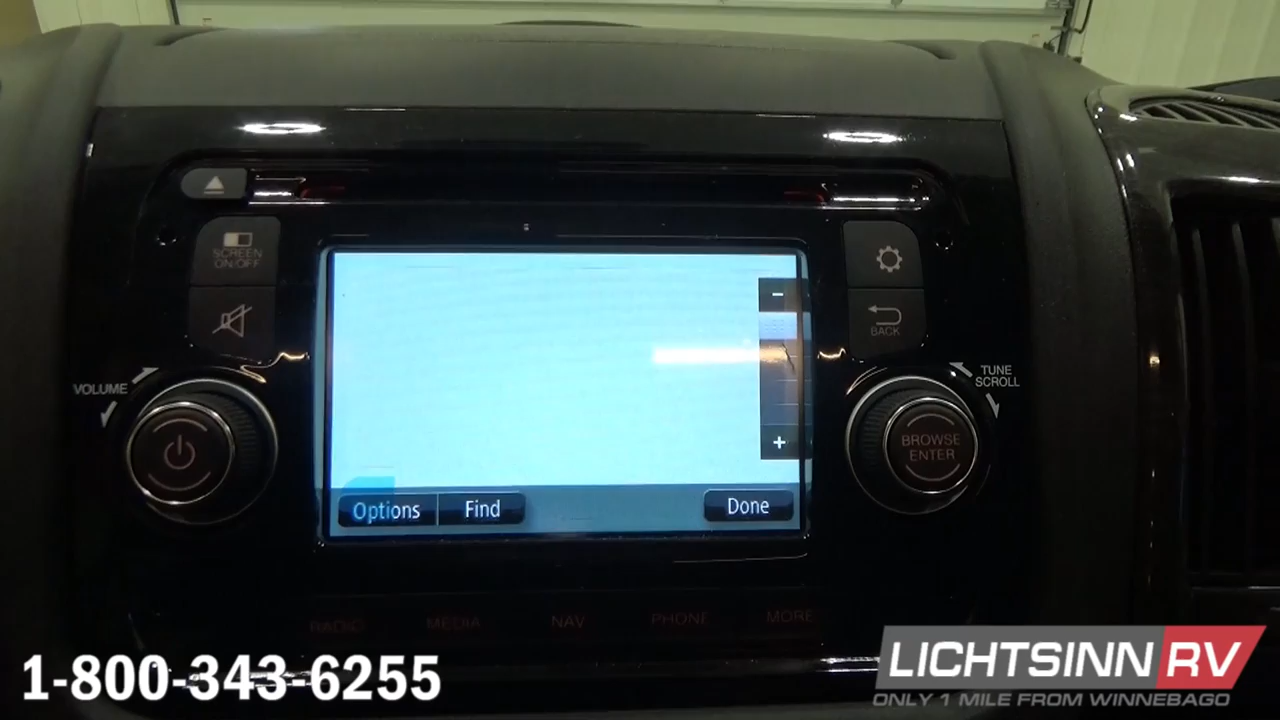 SCREEN
ON/OFF
BACK
VOLUME
TUNE
SCROLL
BROWSE
ENTER
−
+
Options Find Done
RADIO MEDIA NAV PHONE MORE
1-800-343-6255
LICHTSINN RV
ONLY 1 MILE FROM WINNEBAGO